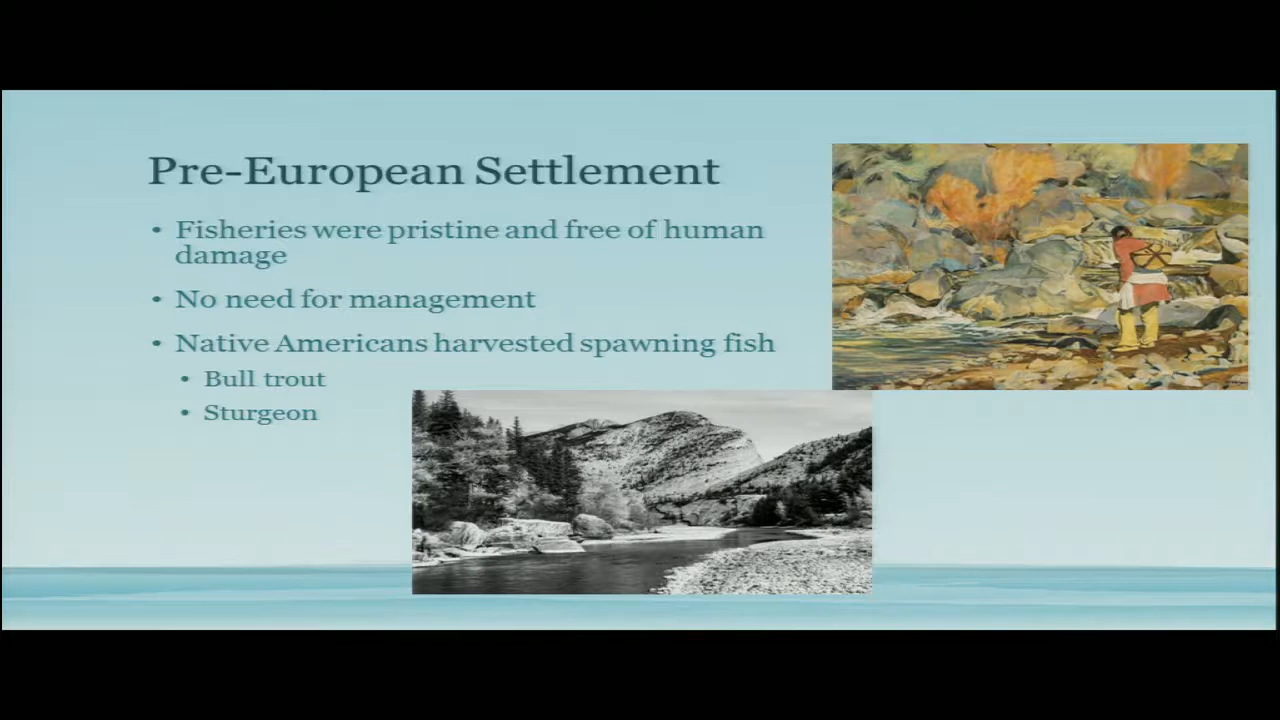 Pre-European Settlement
• Fisheries were pristine and free of human
damage
• No need for management
• Native Americans harvested spawning fish
• Bull trout
• Sturgeon